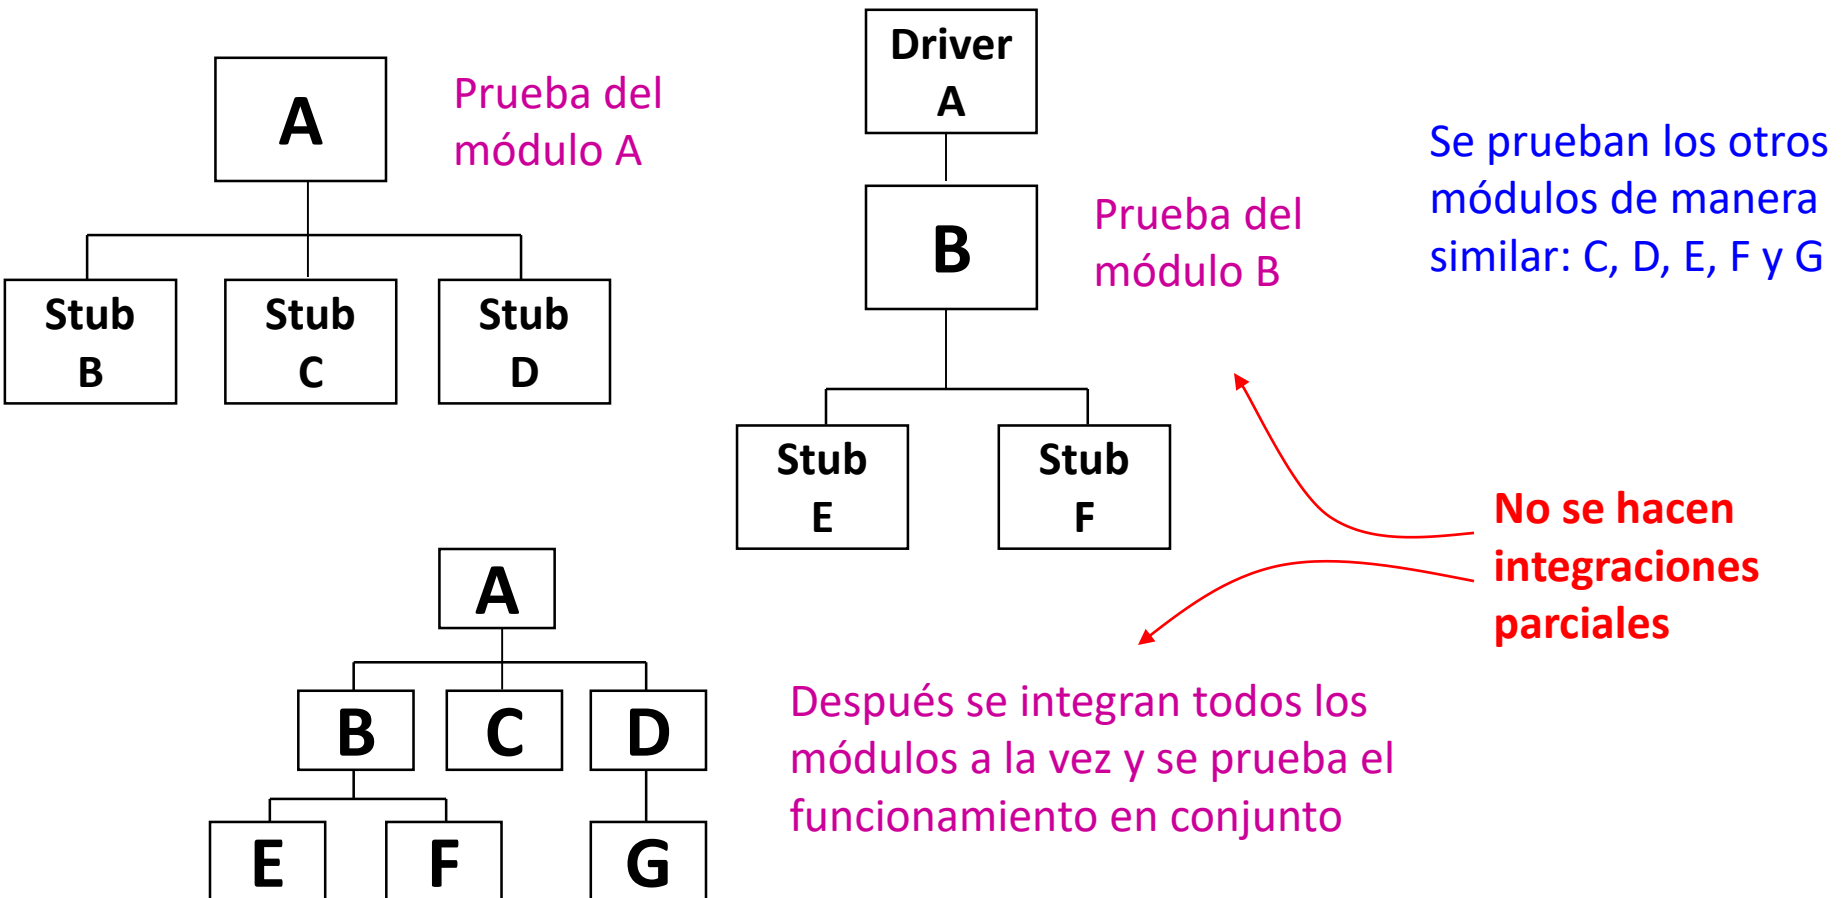 A
Prueba del
módulo A
Stub
B
Stub
C
Stub
D
Driver
A
B
Prueba del
módulo B
Stub
E
Stub
F
Se prueban los otros
módulos de manera
similar: C, D, E, F y G
No se hacen
integraciones
parciales
A
B
C
D
E
F
G
Después se integran todos los
módulos a la vez y se prueba el
funcionamiento en conjunto